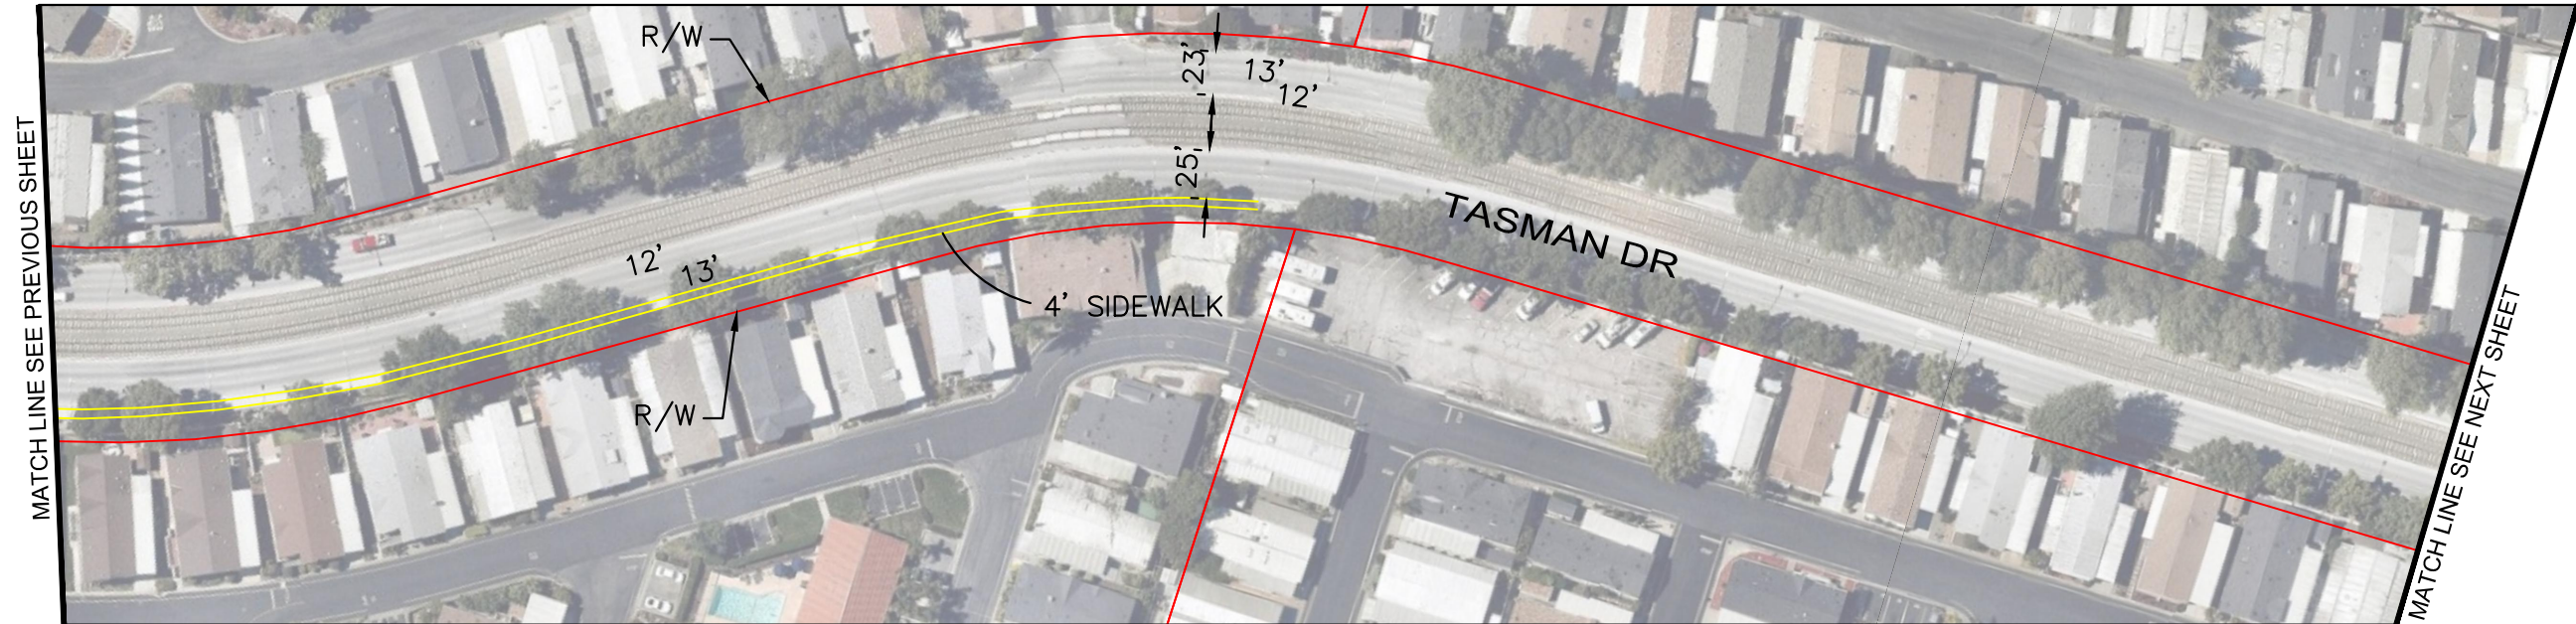 R/W
23'
13'
12'
25'
MATCH LINE SEE PREVIOUS SHEET
TASMAN DR
12'
13'
4' SIDEWALK
R/W
MATCH LINE SEE NEXT SHEET